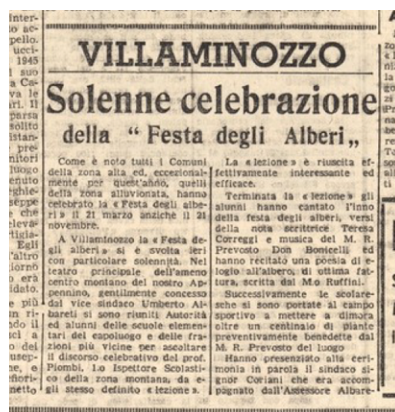 VILLAMINOZZO
Solenne celebrazione
della " Festa degli Alberi „
Come è noto tutti i Comuni
della zona alta ed, eccezional-
mente per quest'anno, quelli
della zona alluvionata, hanno
celebrato la « Festa degli albe-
ri » il 21 marzo anziche il 21
novembre.
A Villaminozzo la « Festa de-
gli alberi » si è svolta ieri
con particolare solennità. Nel
teatro principale dell'ameno
centro montano del nostro Ap-
pennino, gentilmente concesso
dal vice sindaco Umberto Al-
bareti si sono riuniti Autorità
ed alunni delle scuole elemen-
tari del capoluogo e delle fra-
zioni più vicine per ascoltare
il discorso celebrativo del prof.
Piombi. Lo Ispettore Scolasti-
co della zona montana, da e-
gli stesso definito « lezione ».
La « lezione » è riuscita ef-
fettivamente interessante ed
efficace.
Terminata la « lezione » gli
alunni hanno cantato l'inno
della festa degli alberi, versi
della nota scrittrice Teresa
Correggi e musica del M. R.
Prevosto Don Bonicelli ed
hanno recitato una poesia di e-
logio all'albero, di ottima fat-
tura, scritta dal M.o Ruffini.
Successivamente le scolare-
sche si sono portate al campo
sportivo a mettere a dimora
oltre un centinaio di piante
preventivamente benedette dal
M. R. Prevosto del luogo
Hanno presenziato alla ceri-
monia in parola il sindaco si-
gnor Coriani che era accom-
pagnato dall'Assessore Albare-